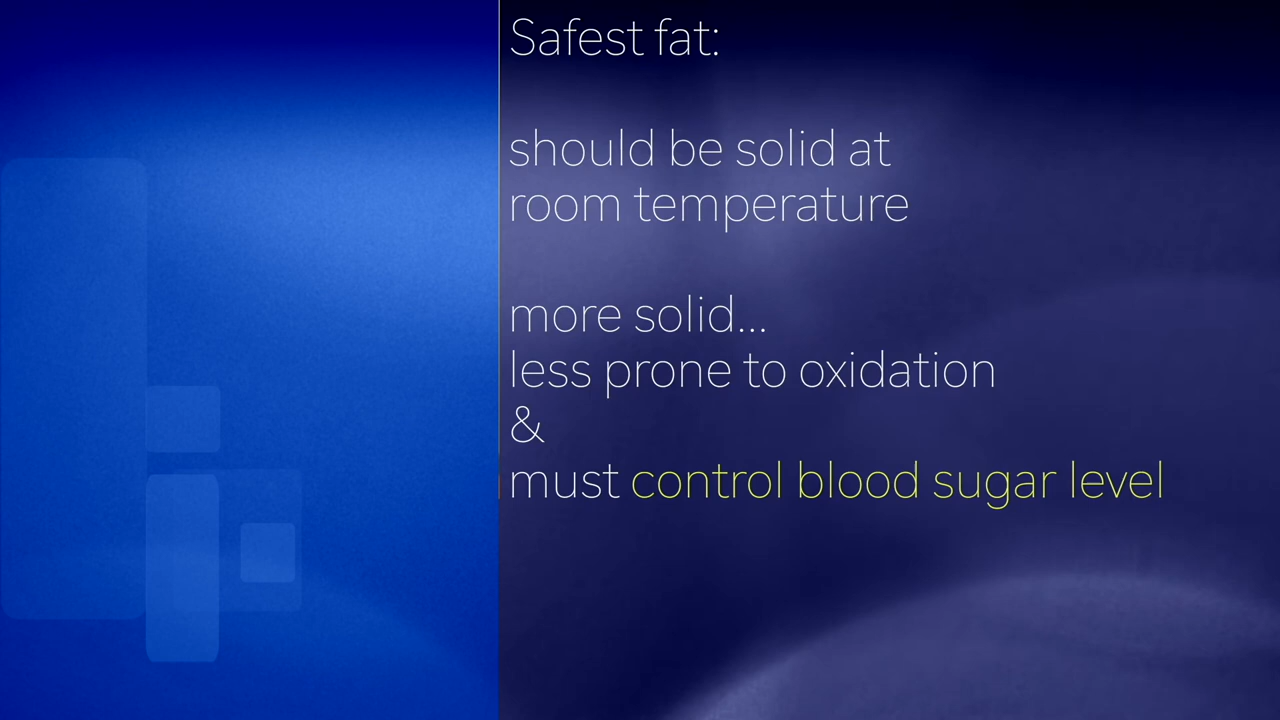 Safest fat:
should be solid at
room temperature
more solid...
less prone to oxidation
&
must control blood sugar level